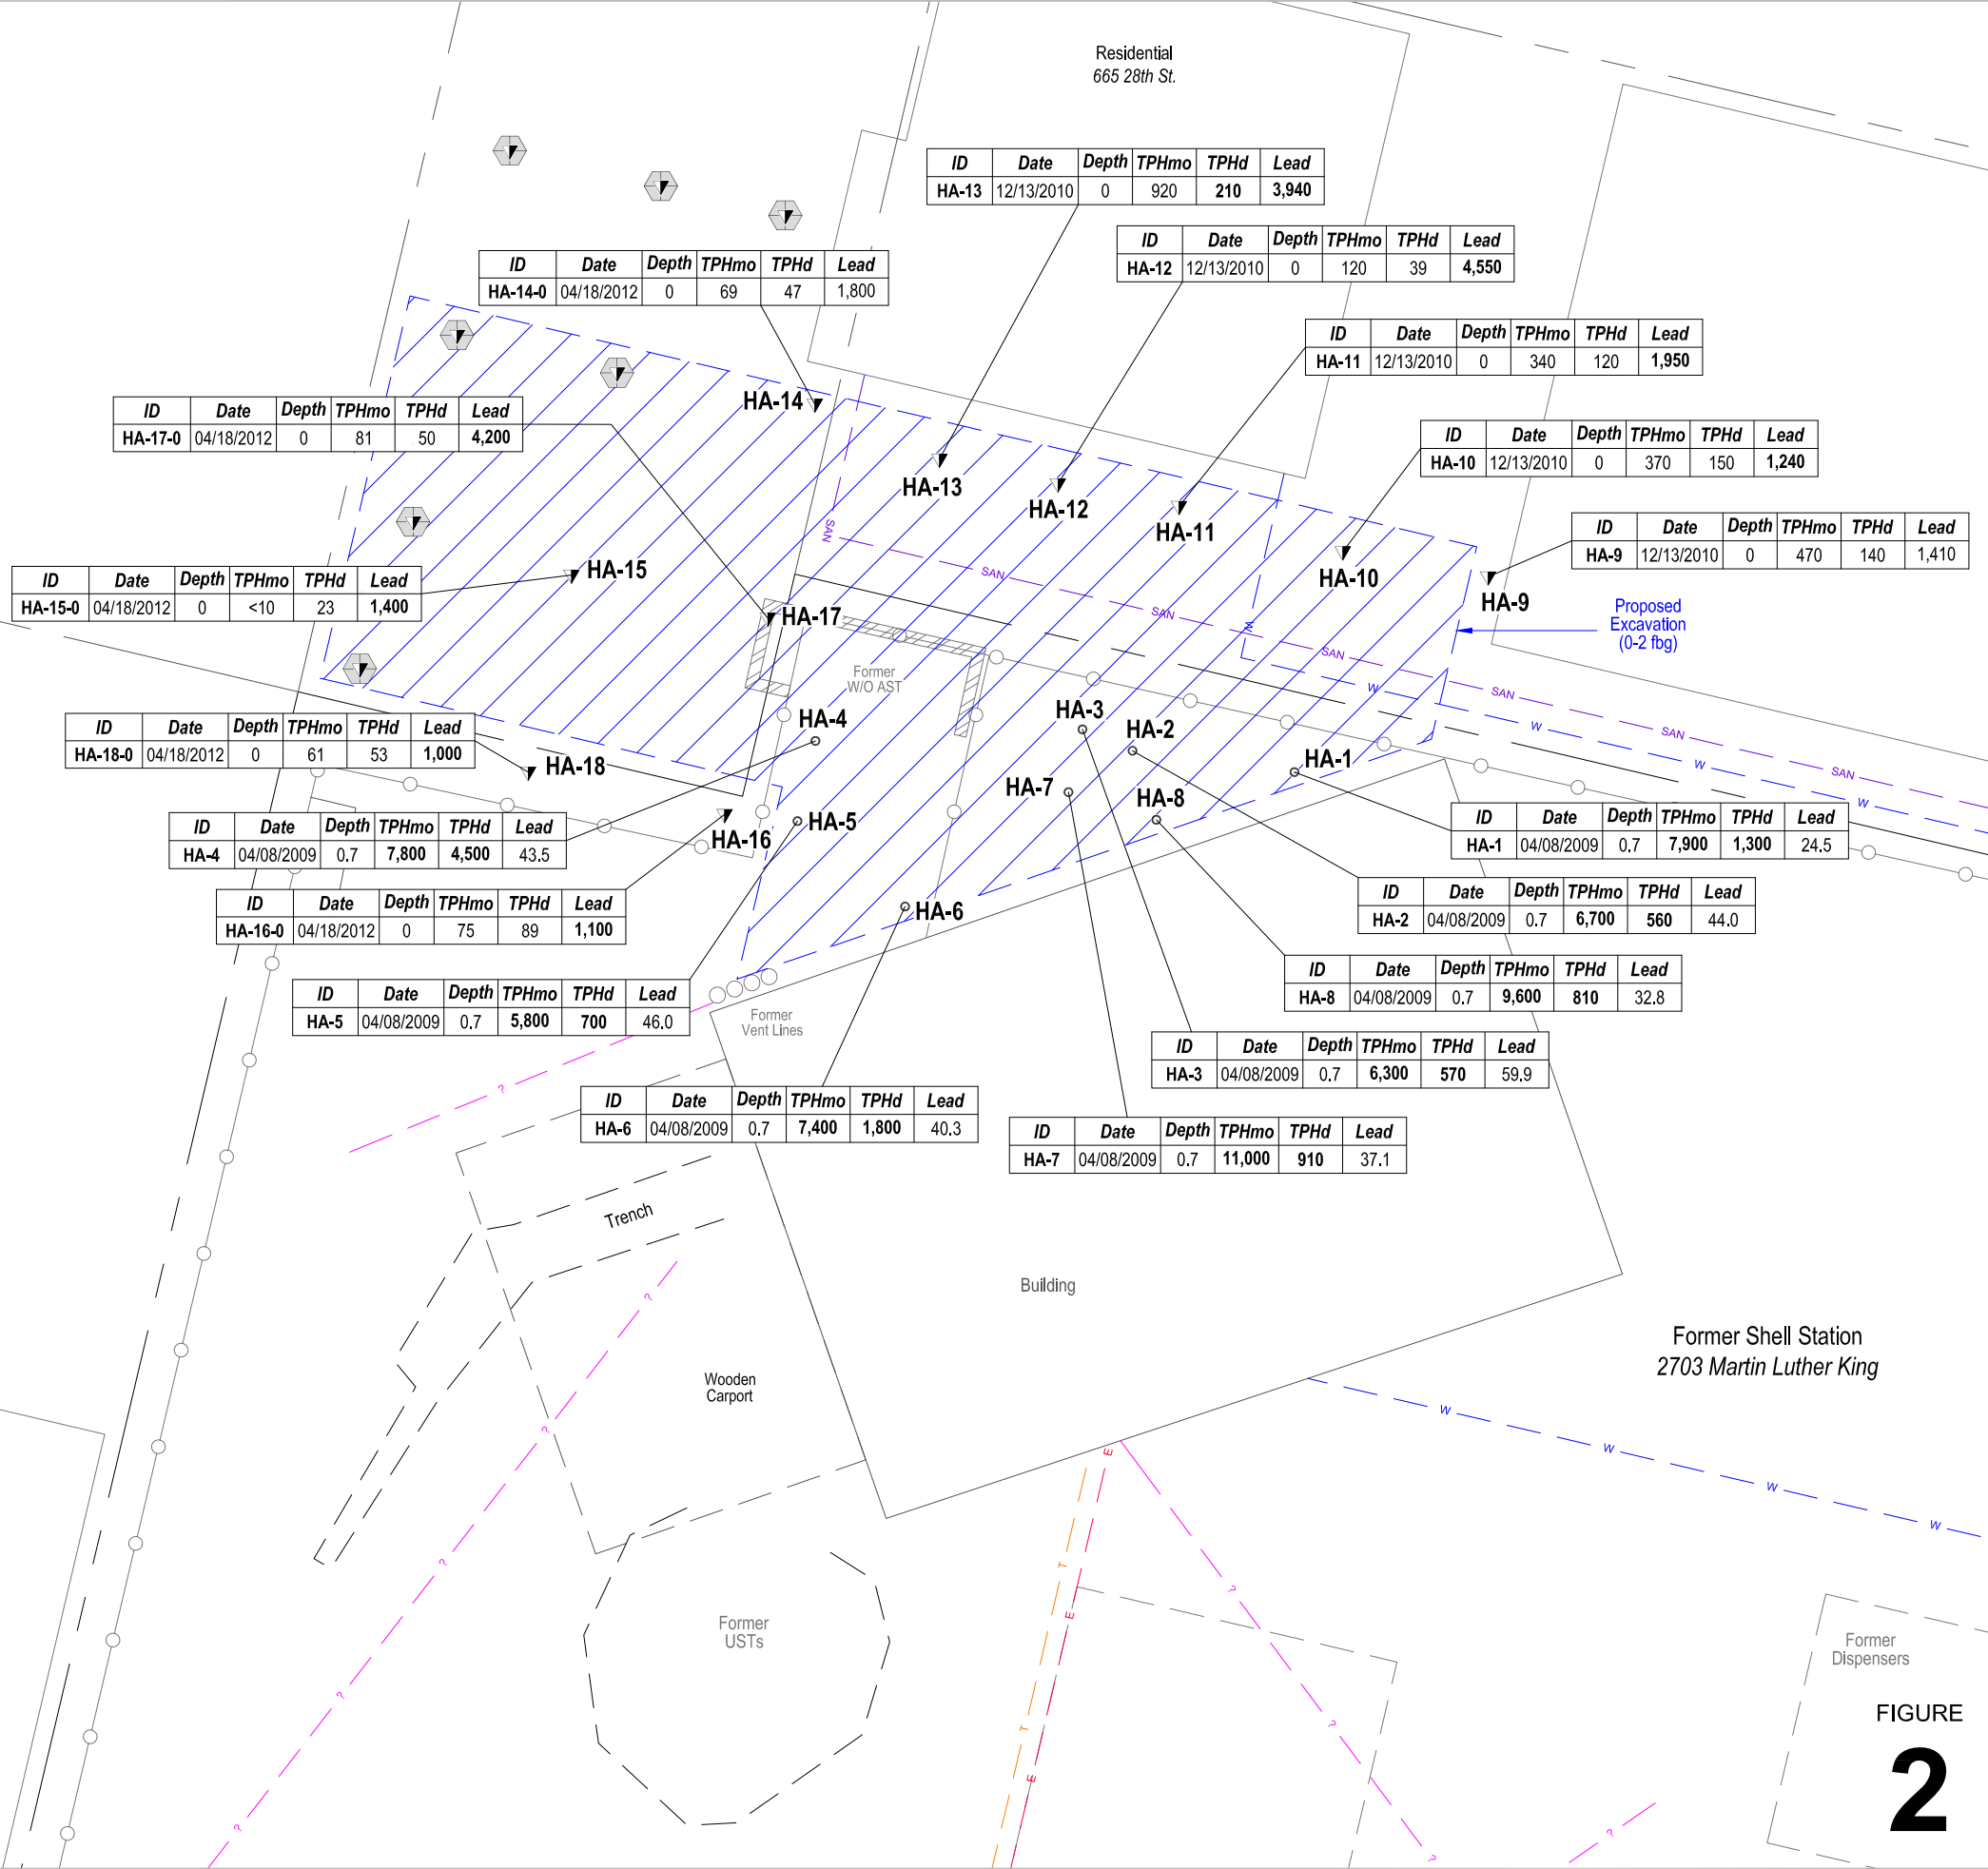 Residential
665 28th St.
ID Date Depth TPHmo TPHd Lead
HA-13 12/13/2010 0 920 210 3,940
ID Date Depth TPHmo TPHd Lead
HA-12 12/13/2010 0 120 39 4,550
ID Date Depth TPHmo TPHd Lead
HA-14-0 04/18/2012 0 69 47 1,800
ID Date Depth TPHmo TPHd Lead
HA-11 12/13/2010 0 340 120 1,950
ID Date Depth TPHmo TPHd Lead
HA-17-0 04/18/2012 0 81 50 4,200
ID Date Depth TPHmo TPHd Lead
HA-10 12/13/2010 0 370 150 1,240
ID Date Depth TPHmo TPHd Lead
HA-9 12/13/2010 0 470 140 1,410
ID Date Depth TPHmo TPHd Lead
HA-15-0 04/18/2012 0 <10 23 1,400
HA-14
HA-13
HA-12
HA-11
HA-10
HA-9
HA-15
HA-17
SAN
SAN
SAN
SAN
SAN
SAN
SAN
Proposed
Excavation
(0-2 fbg)
Former
W/O AST
W
W
W
W
W
HA-4
HA-3
HA-2
HA-1
HA-18
HA-7
HA-8
HA-5
HA-16
HA-6
ID Date Depth TPHmo TPHd Lead
HA-18-0 04/18/2012 0 61 53 1,000
ID Date Depth TPHmo TPHd Lead
HA-4 04/08/2009 0.7 7,800 4,500 43.5
ID Date Depth TPHmo TPHd Lead
HA-1 04/08/2009 0.7 7,900 1,300 24.5
ID Date Depth TPHmo TPHd Lead
HA-16-0 04/18/2012 0 75 89 1,100
ID Date Depth TPHmo TPHd Lead
HA-2 04/08/2009 0.7 6,700 560 44.0
ID Date Depth TPHmo TPHd Lead
HA-5 04/08/2009 0.7 5,800 700 46.0
ID Date Depth TPHmo TPHd Lead
HA-8 04/08/2009 0.7 9,600 810 32.8
Former
Vent Lines
ID Date Depth TPHmo TPHd Lead
HA-3 04/08/2009 0.7 6,300 570 59.9
ID Date Depth TPHmo TPHd Lead
HA-6 04/08/2009 0.7 7,400 1,800 40.3
ID Date Depth TPHmo TPHd Lead
HA-7 04/08/2009 0.7 11,000 910 37.1
?
Trench
?
Building
Former Shell Station
2703 Martin Luther King
Wooden
Carport
W
W
W
W
?
E
T
E
?
?
Former
USTs
Former
Dispensers
?
T
E
?
?
?
?
FIGURE
2